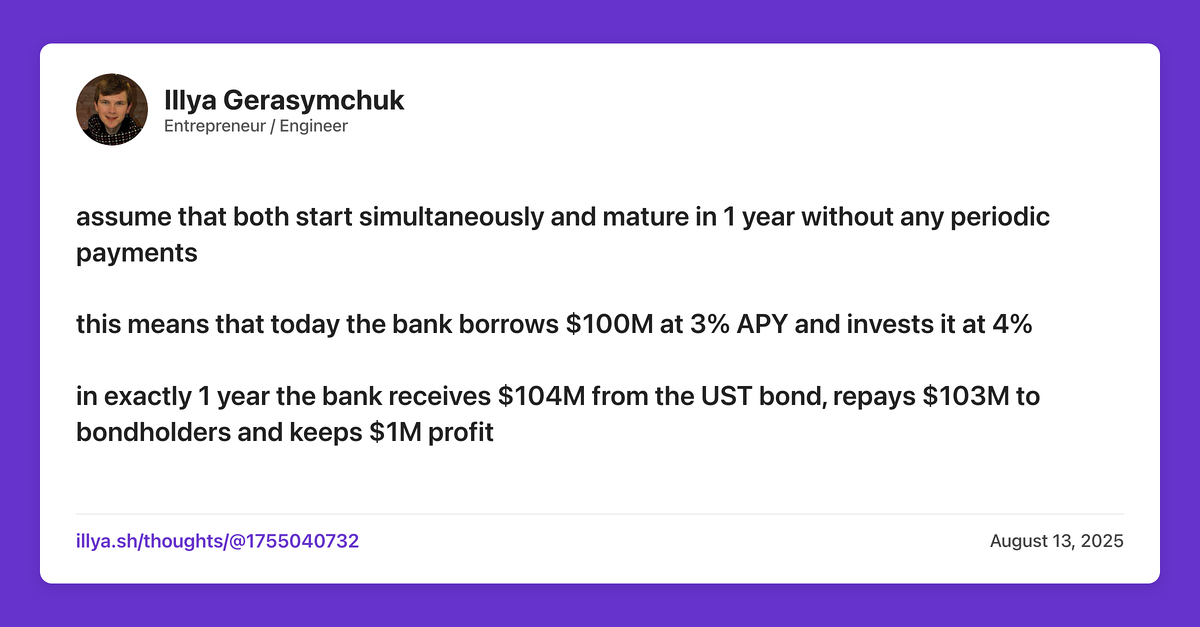 Illya Gerasymchuk
Entrepreneur / Engineer
assume that both start simultaneously and mature in 1 year without any periodic
payments
this means that today the bank borrows $100M at 3% APY and invests it at 4%
in exactly 1 year the bank receives $104M from the UST bond, repays $103M to
bondholders and keeps $1M profit
illya.sh/thoughts/@1755040732
August 13, 2025